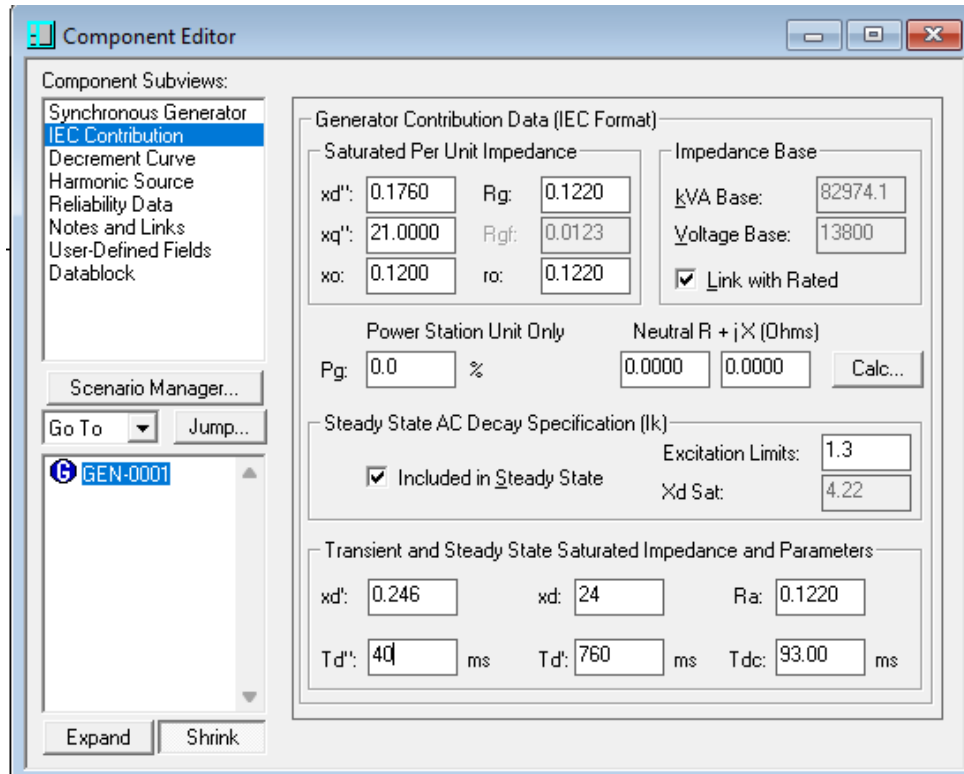 Component Editor
Component Subviews:
Synchronous Generator
IEC Contribution
Decrement Curve
Harmonic Source
Reliability Data
Notes and Links
User-Defined Fields
Datablock
Scenario Manager...
Go To Jump...
GEN-0001
Expand Shrink
Generator Contribution Data (IEC Format)
Saturated Per Unit Impedance
xd'': 0.1760 Rg: 0.1220
xq'': 21.0000 Rgf: 0.0123
xo: 0.1200 ro: 0.1220
Impedance Base
kVA Base: 82974.1
Voltage Base: 13800
Link with Rated
Power Station Unit Only Neutral R + jX (Ohms)
Pg: 0.0 % 0.0000 0.0000 Calc...
Steady State AC Decay Specification (Ik)
Included in Steady State
Excitation Limits: 1.3
Xd Sat: 4.22
Transient and Steady State Saturated Impedance and Parameters
xd': 0.246 xd: 24 Ra: 0.1220
Td'': 40 ms Td': 760 ms Tdc: 93.00 ms